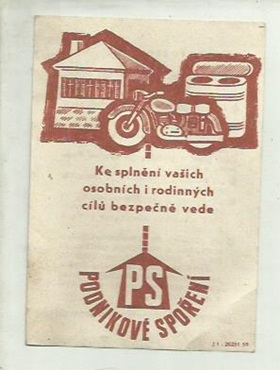 Ke splnění vašich
osobních i rodinných
cílů bezpečně vede
PS
PODNIKOVÉ SPOŘENÍ